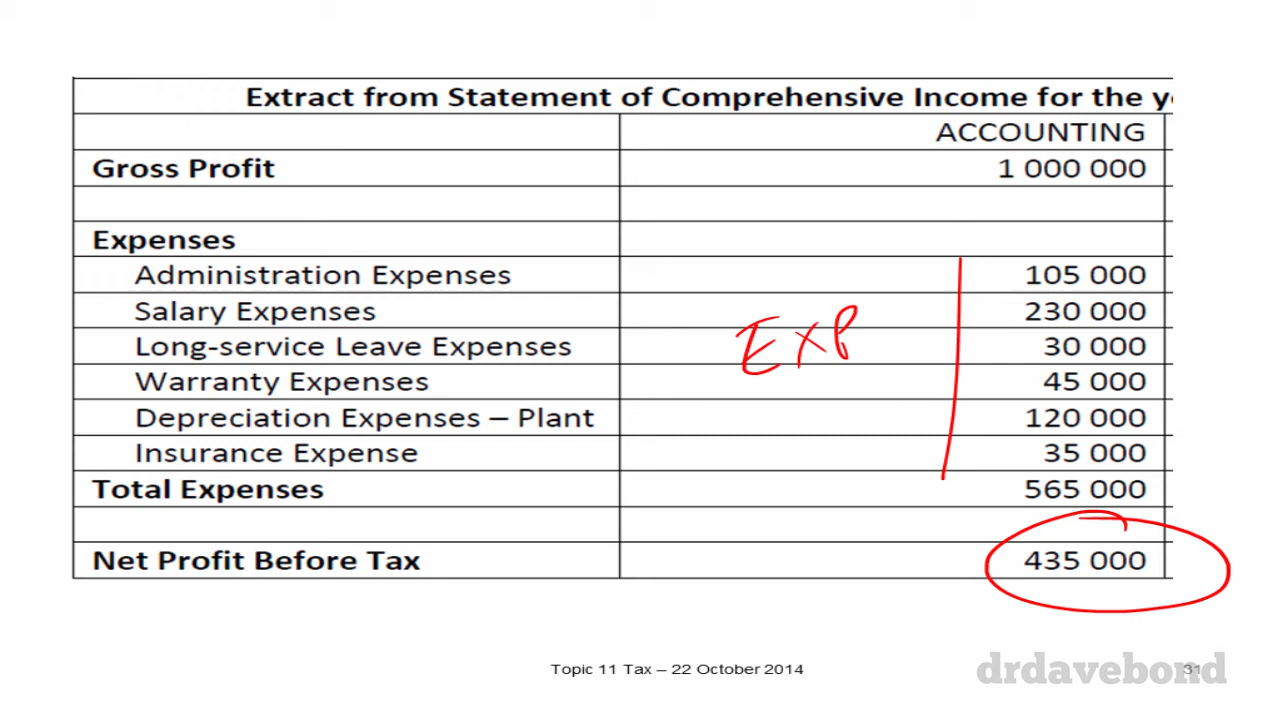 Extract from Statement of Comprehensive Income for the y
ACCOUNTING
Gross Profit 1 000 000
Expenses
Administration Expenses 105 000
Salary Expenses 230 000
Long-service Leave Expenses 30 000
Exp
Warranty Expenses 45 000
Depreciation Expenses – Plant 120 000
Insurance Expense 35 000
Total Expenses 565 000
Net Profit Before Tax 435 000
Topic 11 Tax – 22 October 2014
drdavebond
31